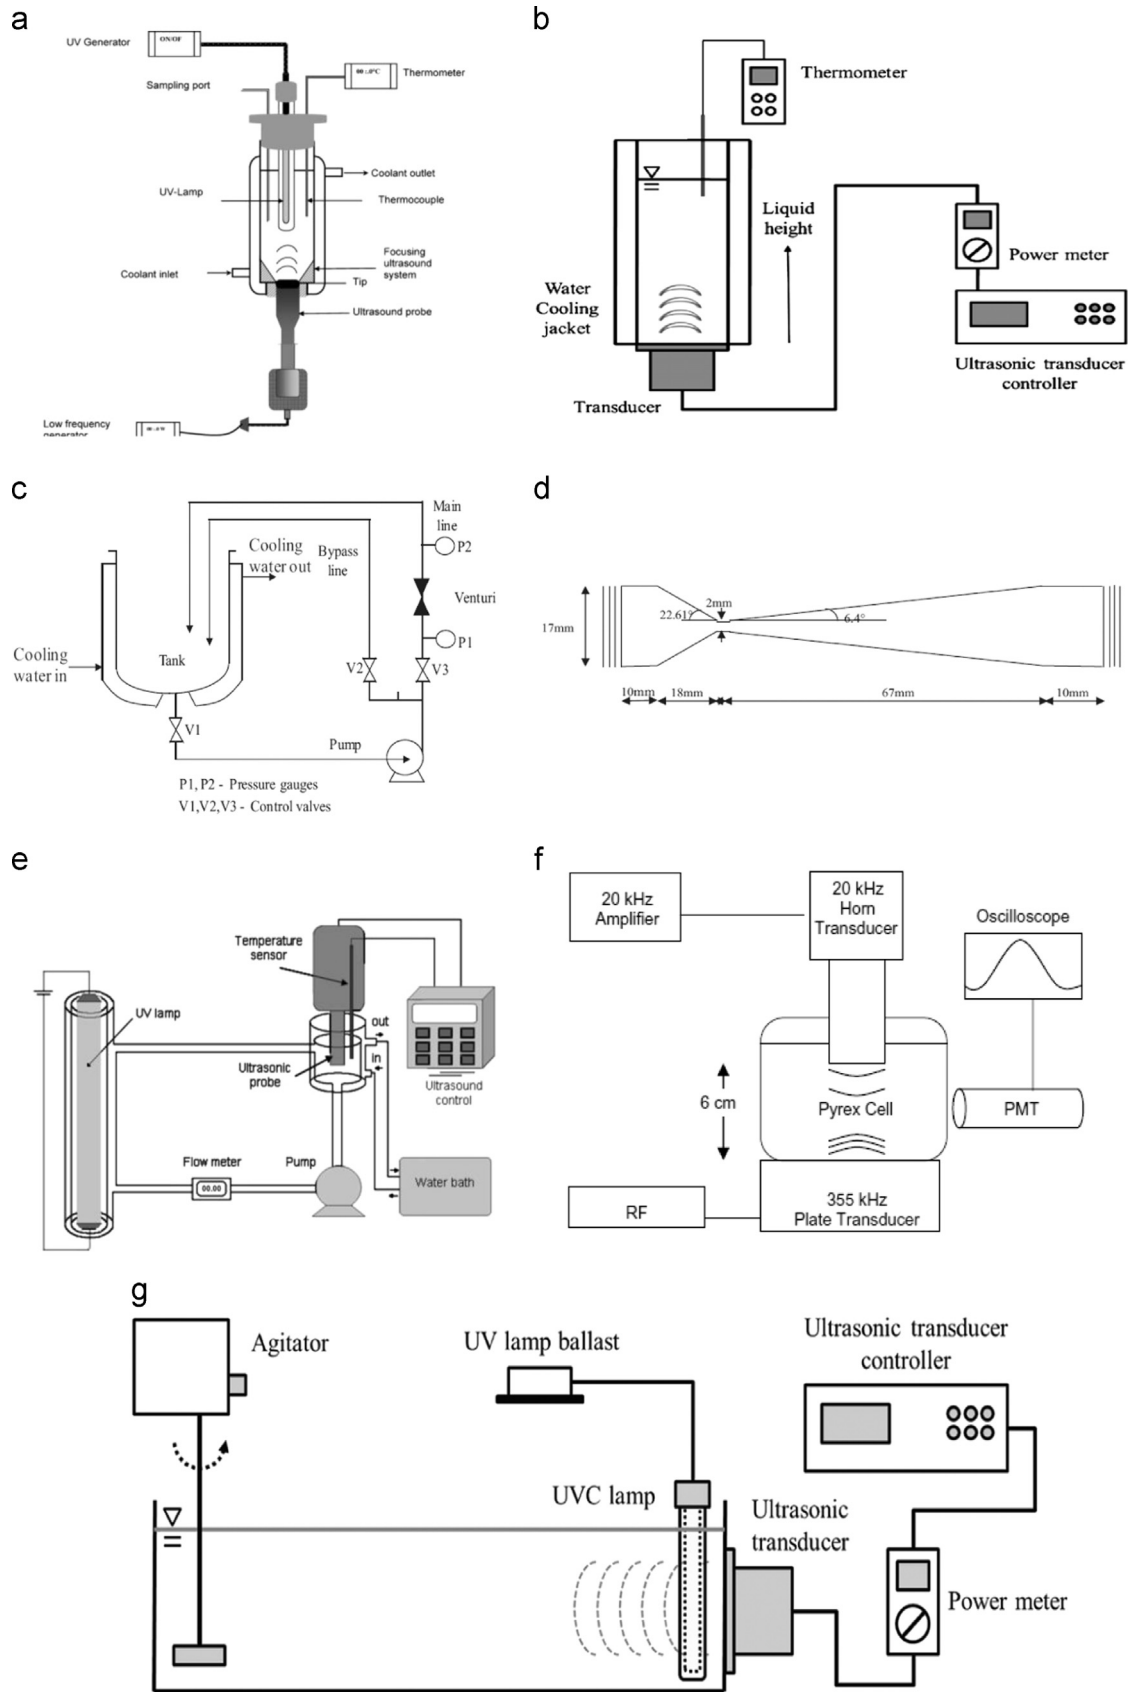 a
UV Generator
ON/OF
Sampling port
Thermometer
Coolant outlet
UV-Lamp
Thermocouple
Focusing
ultrasound
system
Coolant inlet
Tip
Ultrasound probe
Low frequency
generator
b
Thermometer
Liquid
height
Power meter
Water
Cooling
jacket
Ultrasonic transducer
controller
Transducer
c
Main
line
P2
Cooling
water out
Bypass
line
Venturi
P1
Tank
Cooling
water in
V2
V3
V1
Pump
P1, P2 - Pressure gauges
V1,V2,V3 - Control valves
d
2mm
22.61°
6.4°
17mm
10mm
18mm
67mm
10mm
e
Temperature
sensor
UV lamp
out
in
Ultrasonic
probe
Ultrasound
control
Flow meter
00.00
Pump
Water bath
f
20 kHz
Amplifier
20 kHz
Horn
Transducer
Oscilloscope
6 cm
Pyrex Cell
PMT
RF
355 kHz
Plate Transducer
g
Agitator
UV lamp ballast
Ultrasonic transducer
controller
UVC lamp
Ultrasonic
transducer
Power meter